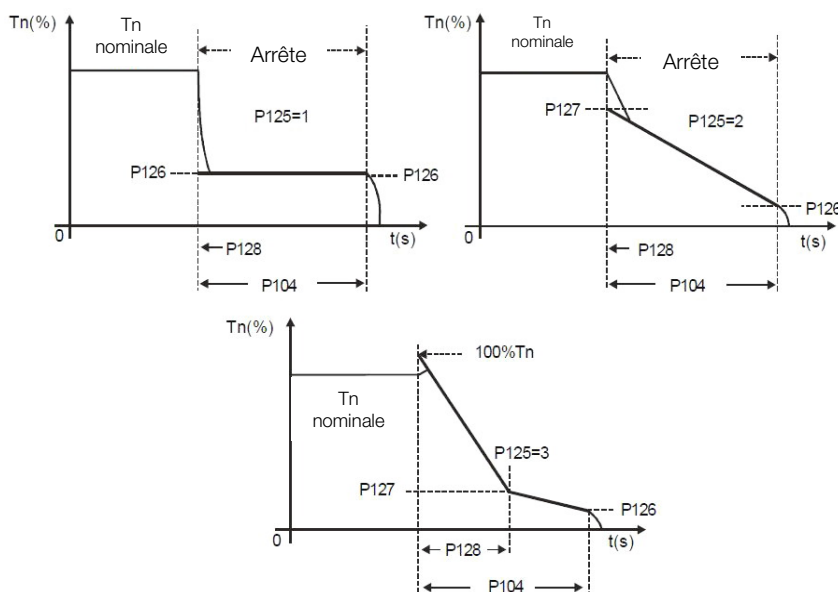 Tn(%)
Tn
nominale
Arrête
P125=1
P126
P126
0
t(s)
P128
P104
Tn(%)
Tn
nominale
Arrête
P127
P125=2
P126
0
t(s)
P128
P104
Tn(%)
100%Tn
Tn
nominale
P125=3
P127
P126
0
t(s)
P128
P104